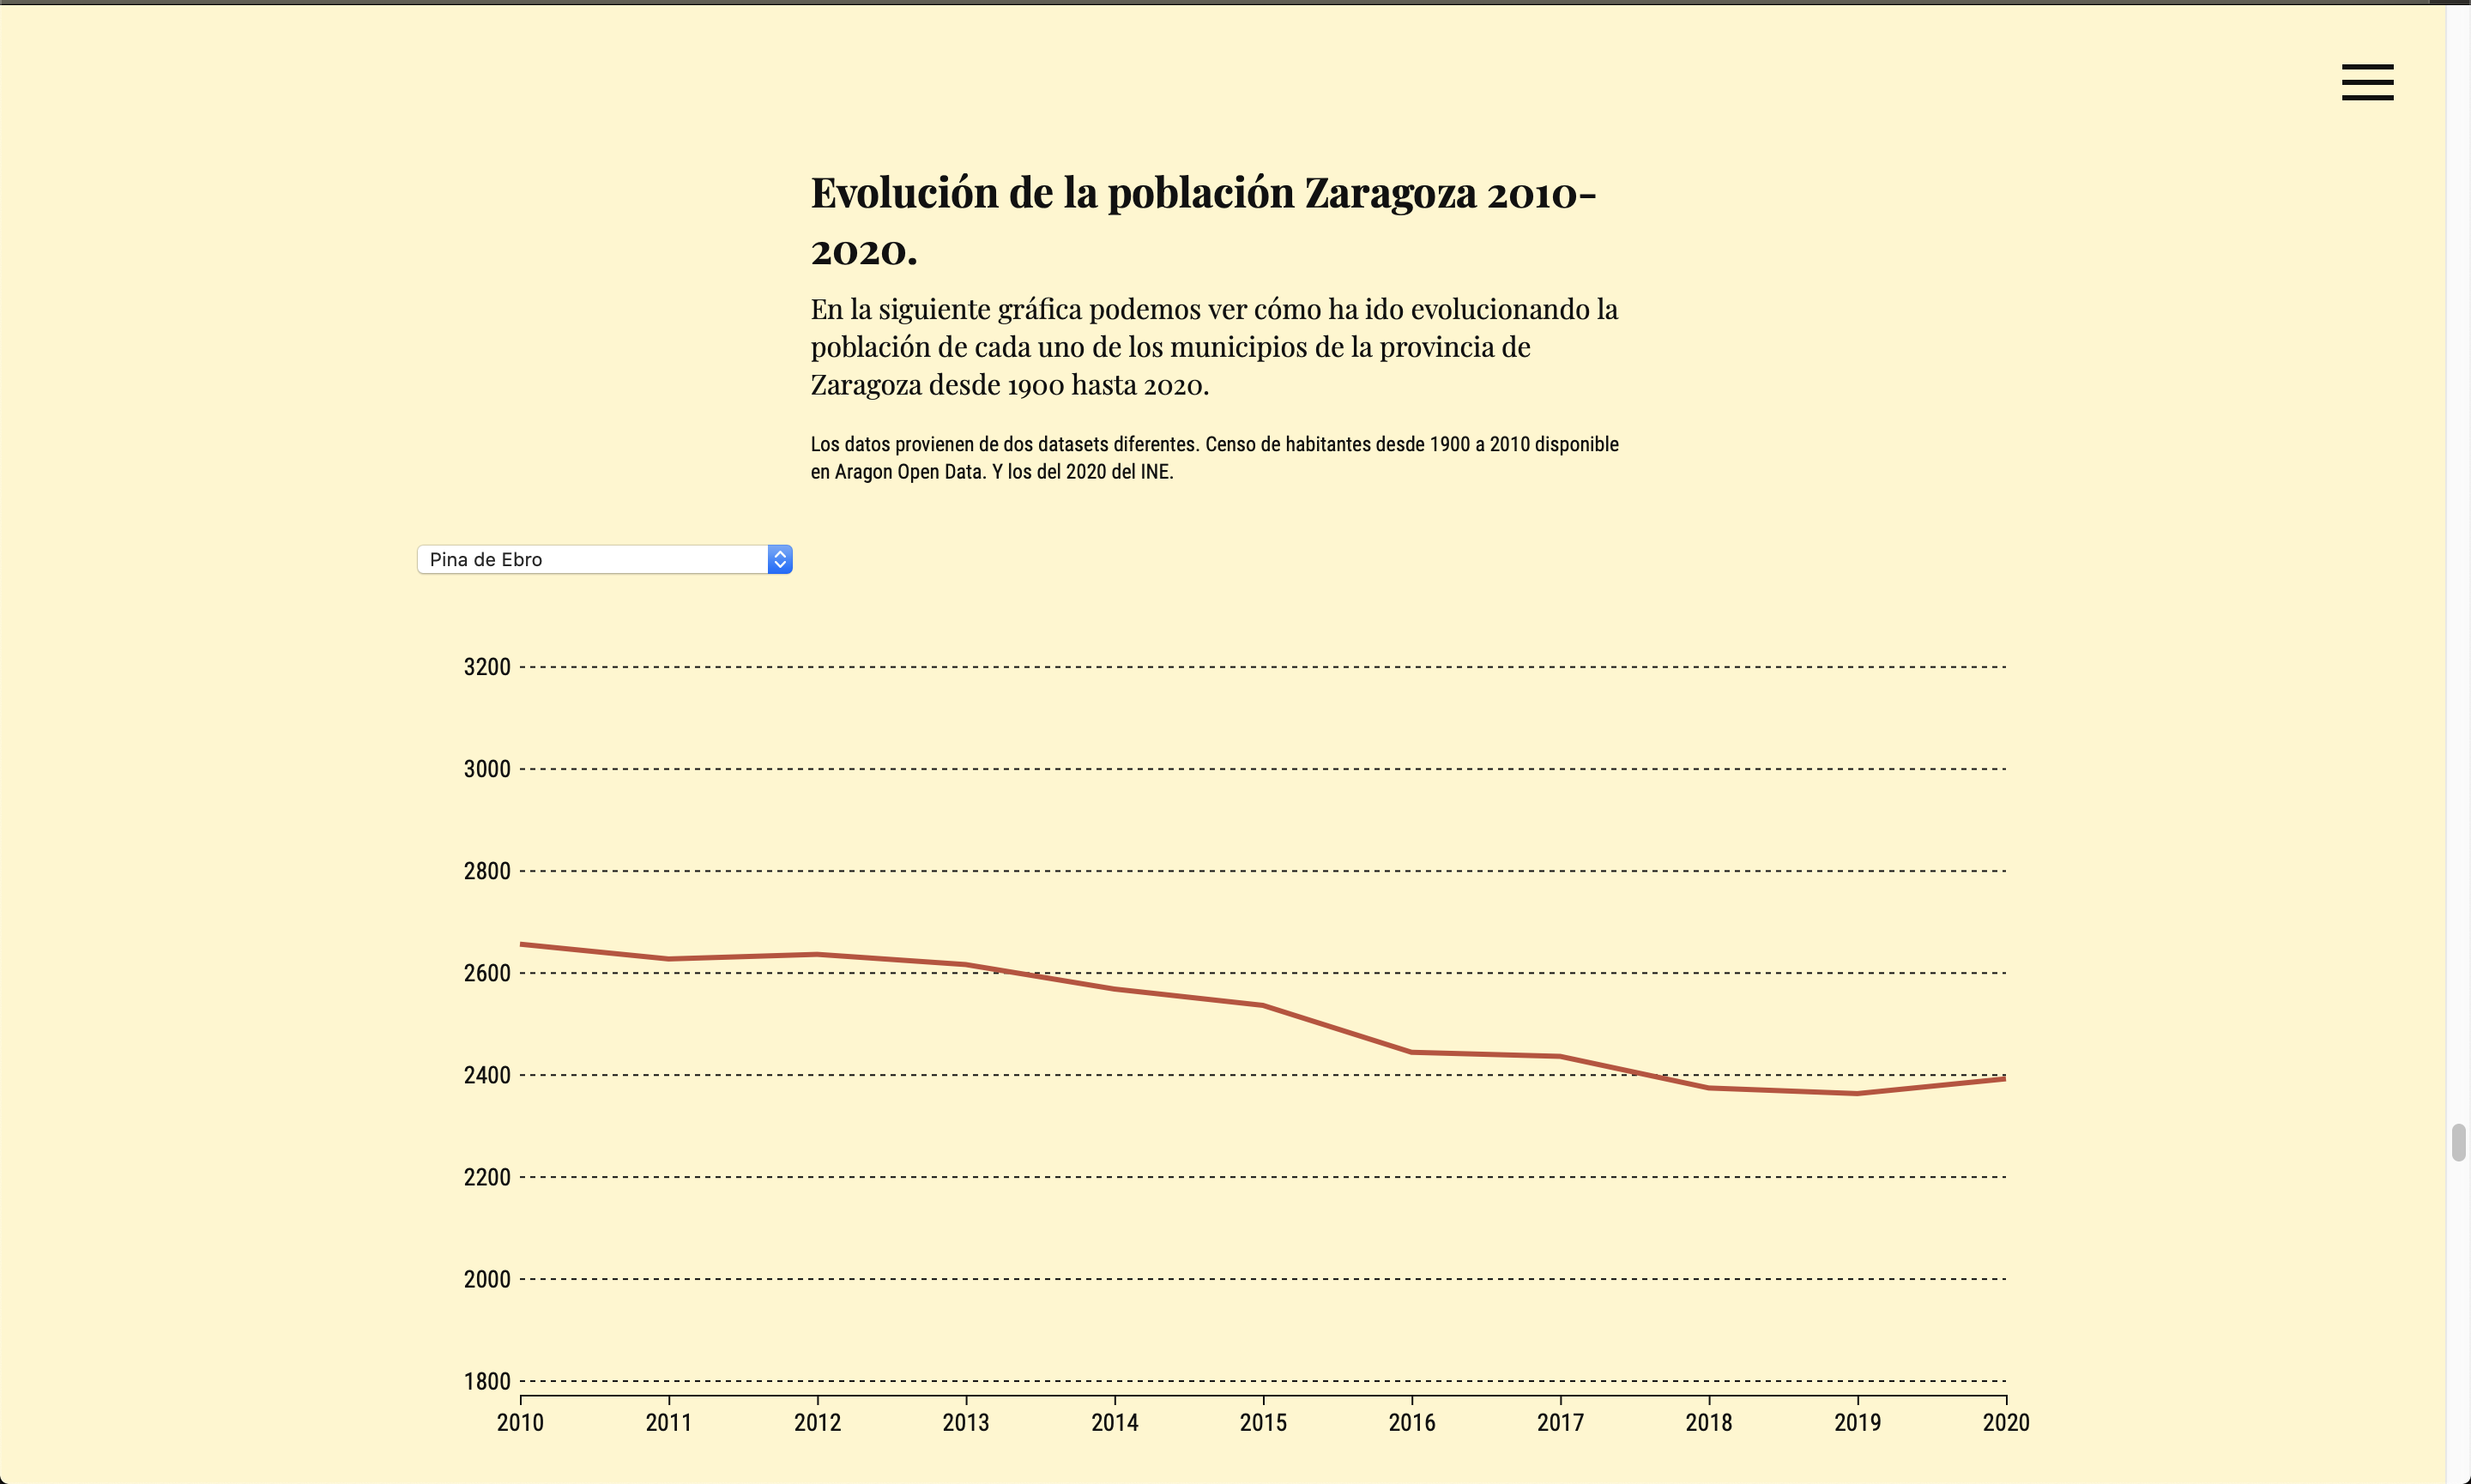 Evolución de la población Zaragoza 2010-
2020.
En la siguiente gráfica podemos ver cómo ha ido evolucionando la
población de cada uno de los municipios de la provincia de
Zaragoza desde 1900 hasta 2020.
Los datos provienen de dos datasets diferentes. Censo de habitantes desde 1900 a 2010 disponible
en Aragon Open Data. Y los del 2020 del INE.
Pina de Ebro
3200
3000
2800
2600
2400
2200
2000
1800
2010 2011 2012 2013 2014 2015 2016 2017 2018 2019 2020